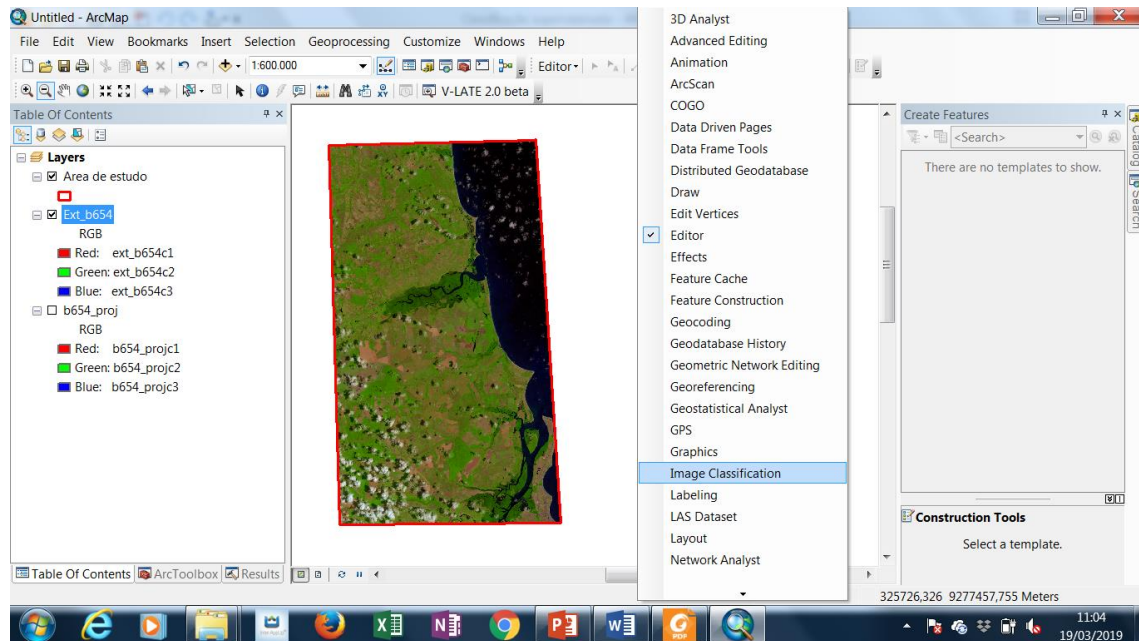 Untitled - ArcMap
File Edit View Bookmarks Insert Selection Geoprocessing Customize Windows Help
1:600.000
Editor
V-LATE 2.0 beta
Table Of Contents
Layers
Area de estudo
Ext_b654
RGB
Red: ext_b654c1
Green: ext_b654c2
Blue: ext_b654c3
b654_proj
RGB
Red: b654_projc1
Green: b654_projc2
Blue: b654_projc3
Table Of Contents ArcToolbox Results
3D Analyst
Advanced Editing
Animation
ArcScan
COGO
Data Driven Pages
Data Frame Tools
Distributed Geodatabase
Draw
Edit Vertices
Editor
Effects
Feature Cache
Feature Construction
Geocoding
Geodatabase History
Geometric Network Editing
Georeferencing
Geostatistical Analyst
GPS
Graphics
Image Classification
Labeling
LAS Dataset
Layout
Network Analyst
Create Features
<Search>
There are no templates to show.
Construction Tools
Select a template.
Catalog
Search
325726,326 9277457,755 Meters
11:04
19/03/2019